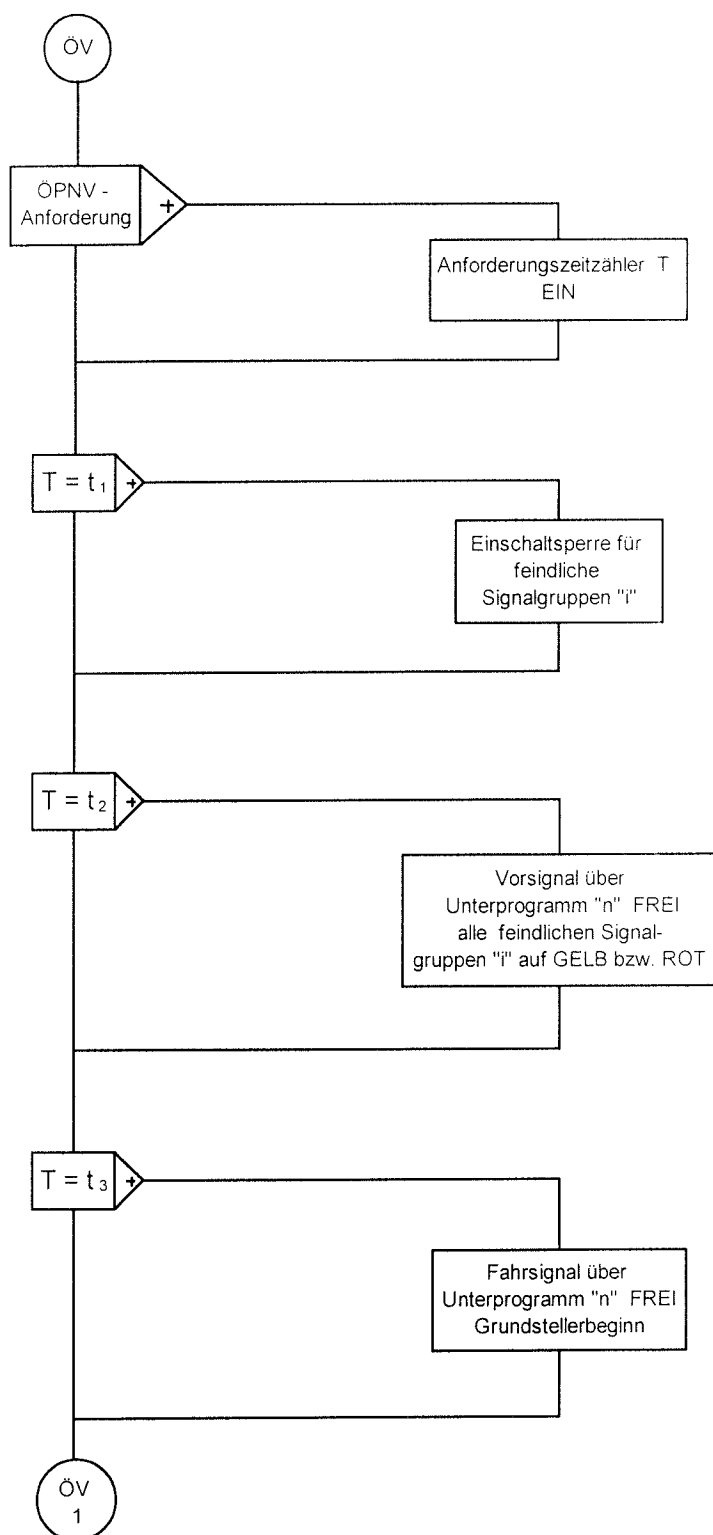 ÖV
ÖPNV -
Anforderung
+
Anforderungszeitzähler T
EIN
T = t₁
+
Einschaltsperre für
feindliche
Signalgruppen "i"
T = t₂
+
Vorsignal über
Unterprogramm "n" FREI
alle feindlichen Signal-
gruppen "i" auf GELB bzw. ROT
T = t₃
+
Fahrsignal über
Unterprogramm "n" FREI
Grundstellerbeginn
ÖV
1